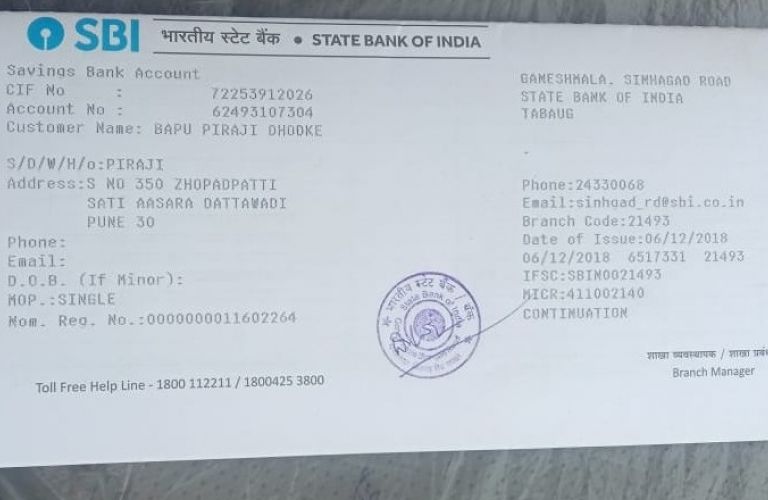 SBI भारतीय स्टेट बैंक • STATE BANK OF INDIA
Savings Bank Account
CIF No : 72253912026
Account No : 62493107304
Customer Name: BAPU PIRAJI DHODKE
S/D/W/H/o:PIRAJI
Address:S NO 350 ZHOPADPATTI
SATI AASARA DATTAWADI
PUNE 30
Phone:
Email:
D.O.B. (If Minor):
MOP.:SINGLE
Nom. Reg. No.:0000000011602264
Toll Free Help Line - 1800 112211 / 1800425 3800
GANESHMALA. SINHAGAD ROAD
STATE BANK OF INDIA
TABAUG
Phone:24330068
Email:sinhgad_rd@sbi.co.in
Branch Code:21493
Date of Issue:06/12/2018
06/12/2018 6517331 21493
IFSC:SBIN0021493
MICR:411002140
CONTINUATION
भारतीय स्टेट बैंक
State Bank of India
शाखा व्यवस्थापक / शाखा प्रबं
Branch Manager